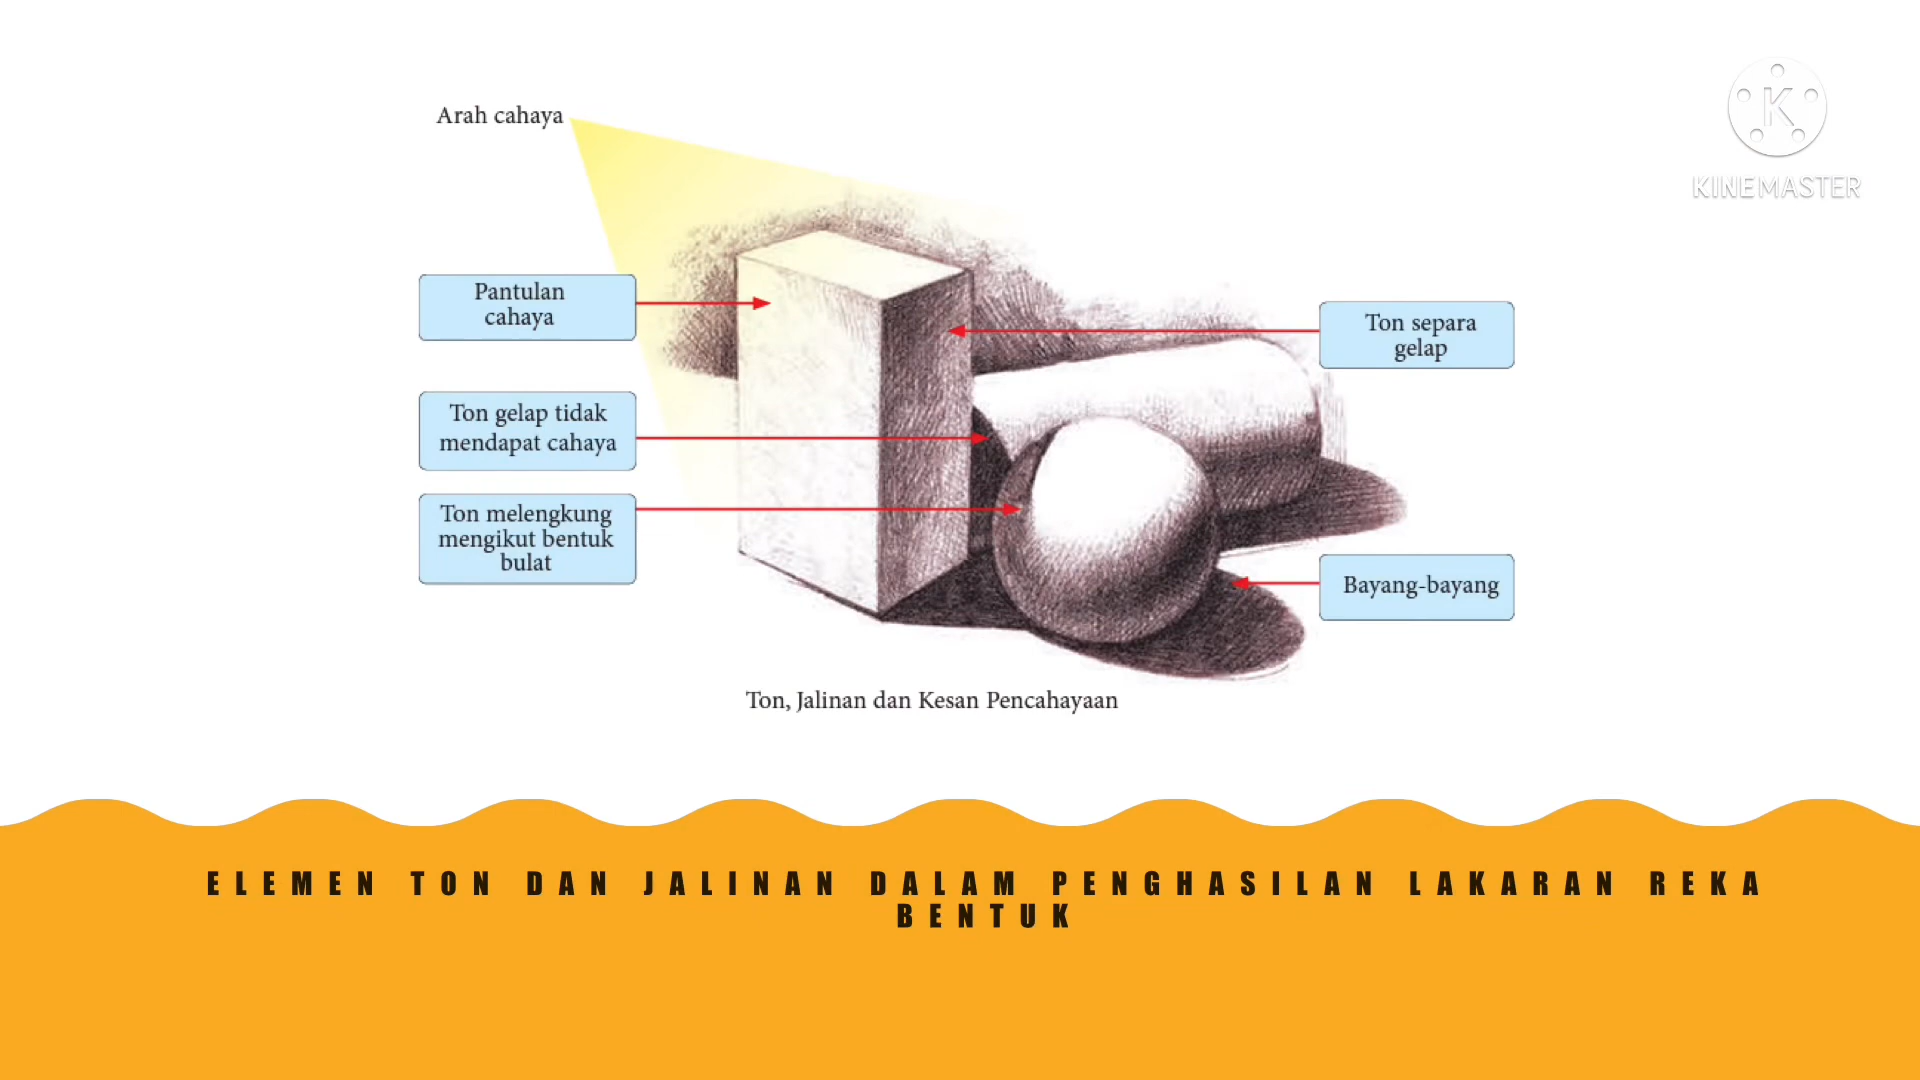 Arah cahaya
KINEMASTER
Pantulan
cahaya
Ton separa
gelap
Ton gelap tidak
mendapat cahaya
Ton melengkung
mengikut bentuk
bulat
Bayang-bayang
Ton, Jalinan dan Kesan Pencahayaan
ELEMEN TON DAN JALINAN DALAM PENGHASILAN LAKARAN REKA
BENTUK